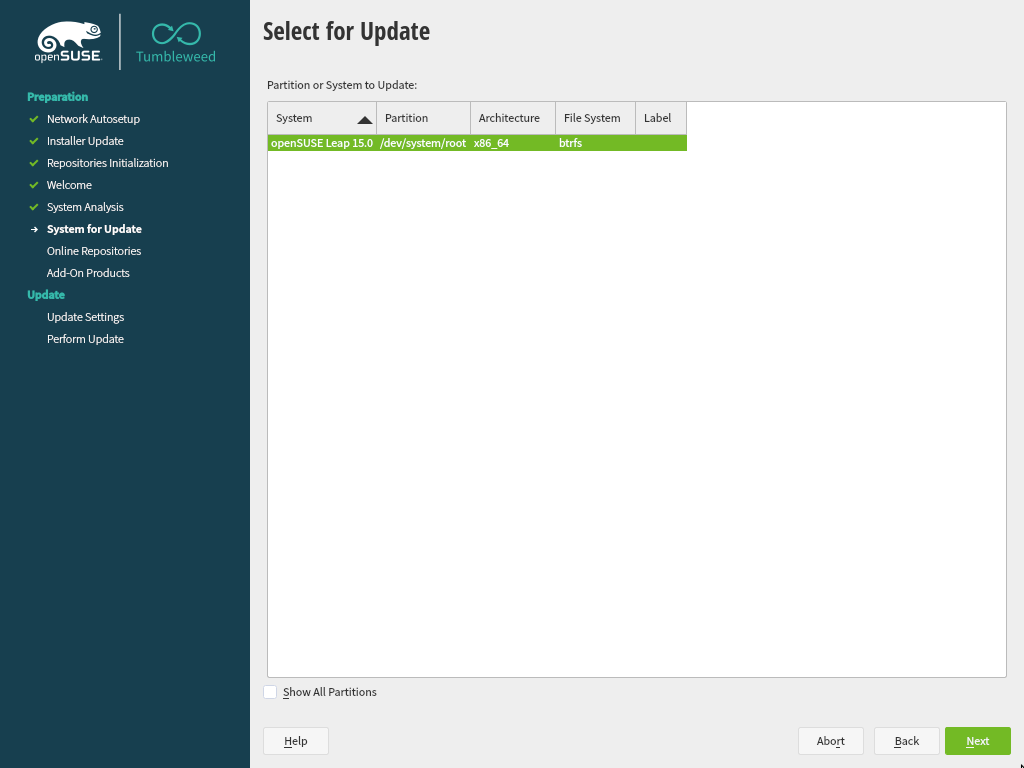 openSUSE
Tumbleweed
Preparation
Network Autosetup
Installer Update
Repositories Initialization
Welcome
System Analysis
System for Update
Online Repositories
Add-On Products
Update
Update Settings
Perform Update
Select for Update
Partition or System to Update:
System Partition Architecture File System Label
openSUSE Leap 15.0 /dev/system/root x86_64 btrfs
Show All Partitions
Help Abort Back Next